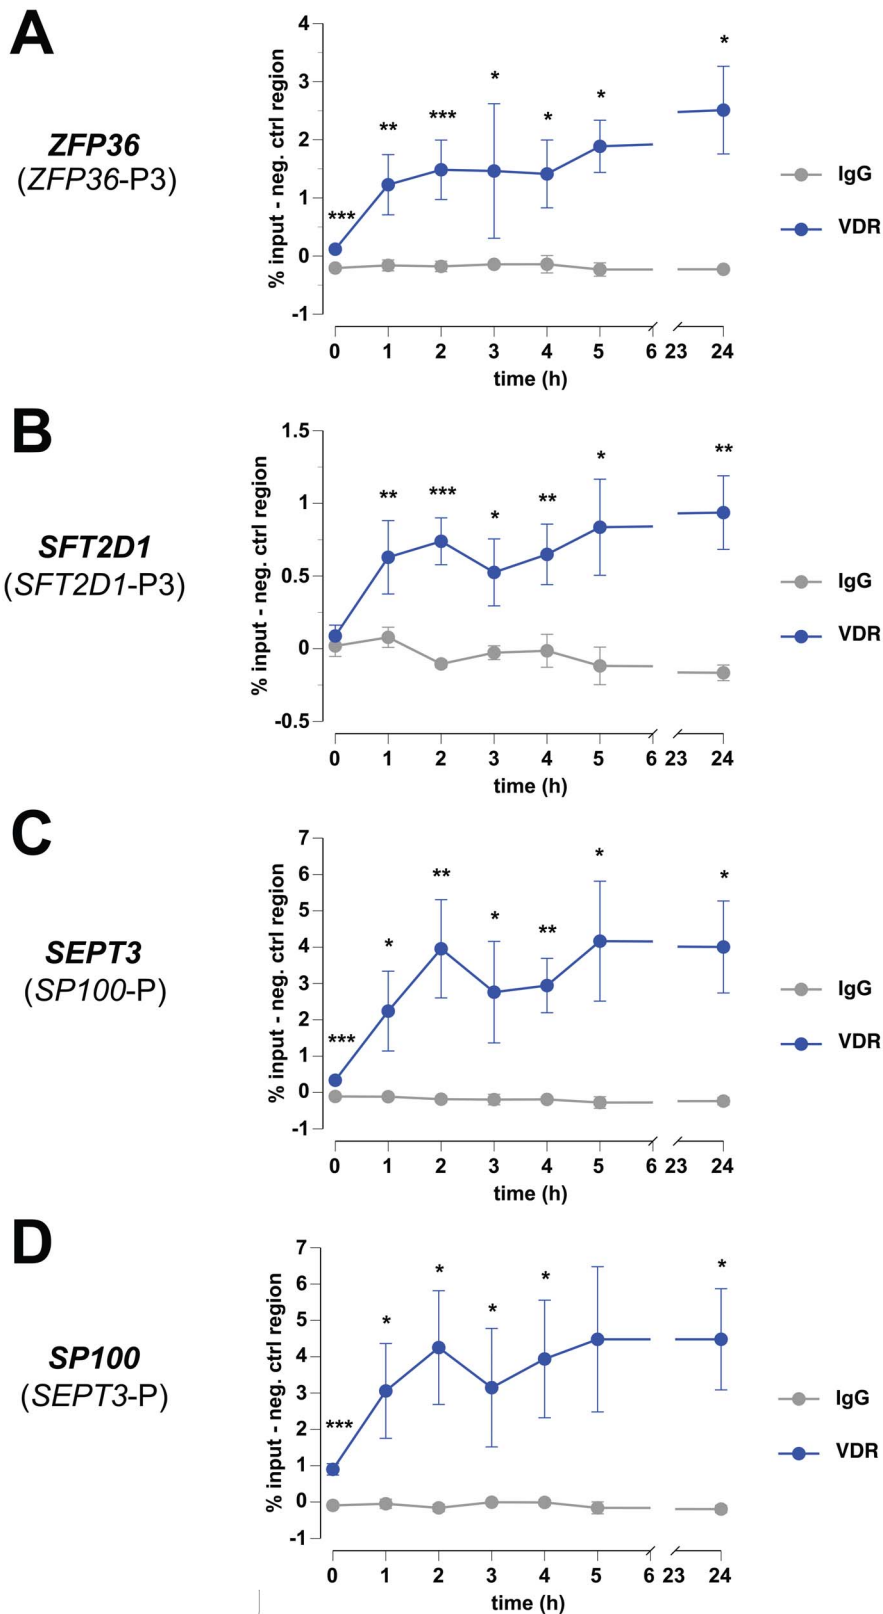 A
ZFP36
(ZFP36-P3)
% input - neg. ctrl region
4
3
2
1
0
-1
***
**
***
*
*
*
*
0 1 2 3 4 5 6 23 24
time (h)
IgG
VDR
B
SFT2D1
(SFT2D1-P3)
% input - neg. ctrl region
1.5
1
0.5
0
-0.5
**
***
*
**
*
**
0 1 2 3 4 5 6 23 24
time (h)
IgG
VDR
C
SEPT3
(SP100-P)
% input - neg. ctrl region
7
6
5
4
3
2
1
0
-1
***
*
**
*
**
*
*
0 1 2 3 4 5 6 23 24
time (h)
IgG
VDR
D
SP100
(SEPT3-P)
% input - neg. ctrl region
7
6
5
4
3
2
1
0
-1
***
*
*
*
*
*
0 1 2 3 4 5 6 23 24
time (h)
IgG
VDR